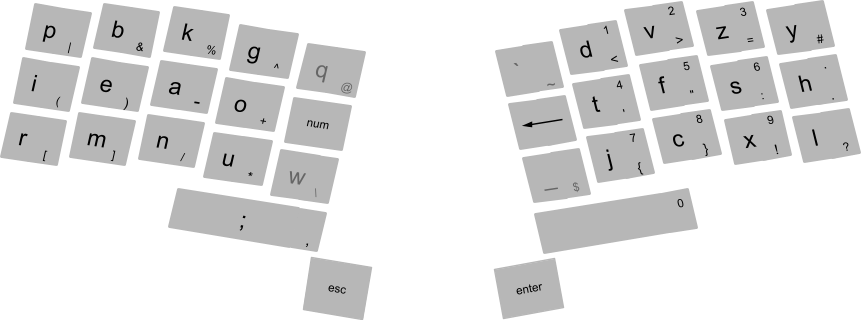 p | b & k % g ^ q @
` ~ d 1 < v 2 > z 3 = y #
i ( e ) a - o + num
← t 4 ' f 5 " s 6 : h . .
r [ m ] n / u * w \
_ $ j 7 { c 8 } x 9 ! l ?
; ,
0
esc
enter